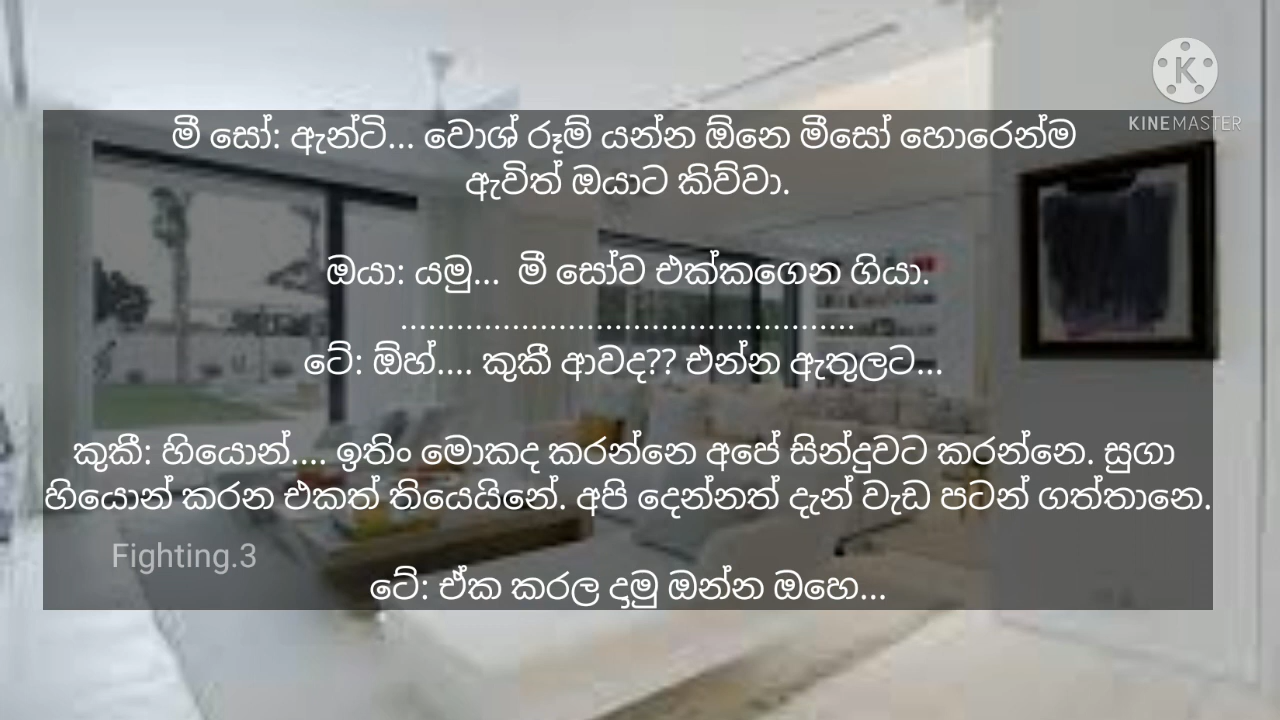 මී සෝ: ඇන්ටි... වොශ් රූම් යන්න ඕනෙ මීසෝ හොරෙන්ම
ඇවිත් ඔයාට කිව්වා.
ඔයා: යමු... මී සෝව එක්කගෙන ගියා.
.................................................
ටේ: ඕහ්.... කුකී ආවද?? එන්න ඇතුලට...
කුකී: හියොන්.... ඉතිං මොකද කරන්නෙ අපේ සින්දුවට කරන්නෙ. සුගා
හියොන් කරන එකත් තියෙයිනේ. අපි දෙන්නත් දැන් වැඩ පටන් ගත්තානෙ.
Fighting.3
ටේ: ඒක කරල දාමු ඔන්න ඔහෙ...
KINEMASTER